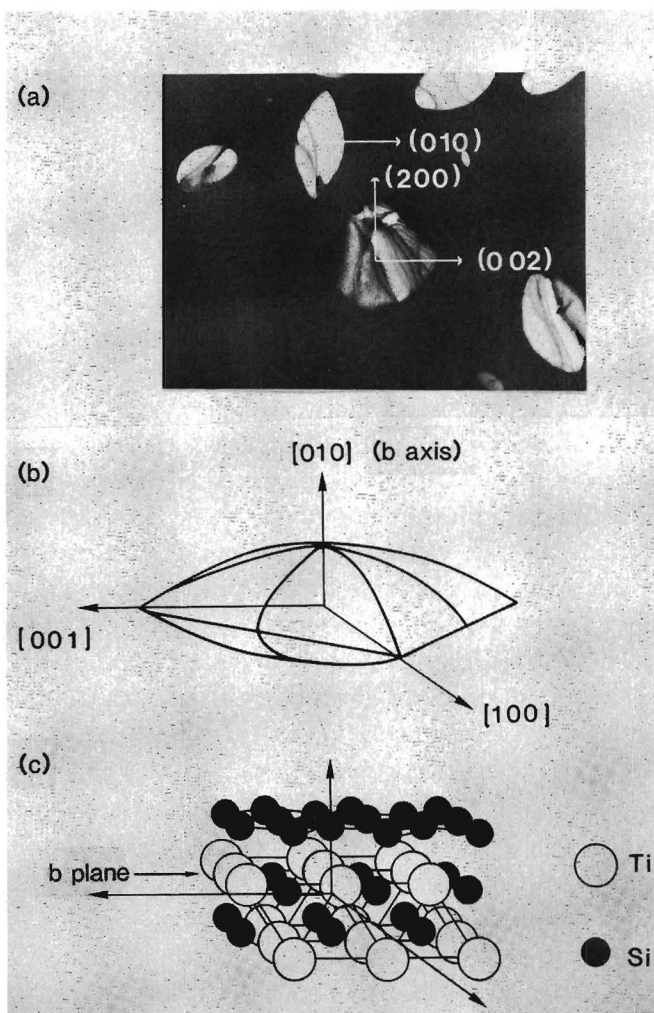 (a)
(010)
(200)
(002)
(b)
[010] (b axis)
[001]
[100]
(c)
b plane
Ti
Si